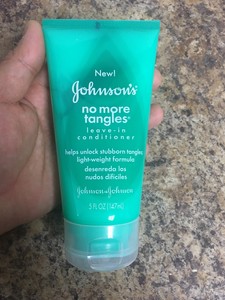 New!
Johnson's
no more
tangles®
leave-in
conditioner
helps unlock stubborn tangles
light-weight formula
desenreda los
nudos difíciles
Johnson & Johnson
5 fl OZ (147ml)